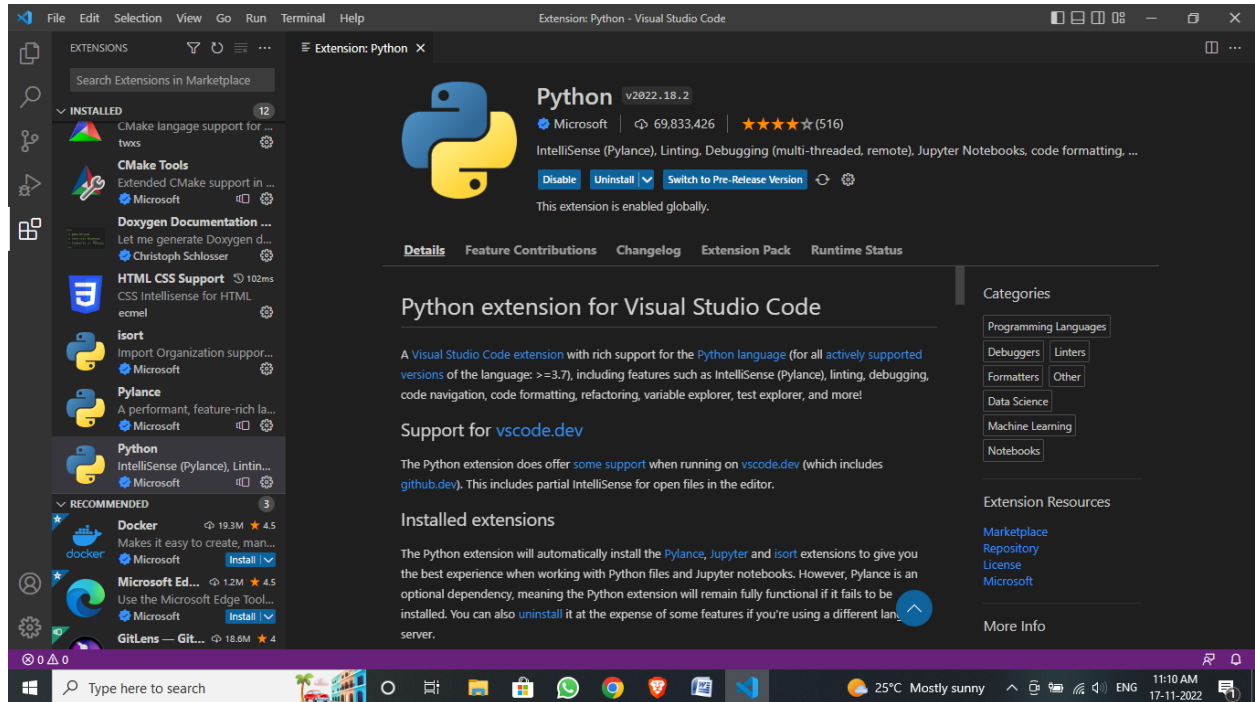 File Edit Selection View Go Run Terminal Help
Extension: Python - Visual Studio Code
EXTENSIONS
Extension: Python
Search Extensions in Marketplace
INSTALLED 12
CMake langage support for ...
twxs
CMake Tools
Extended CMake support in ...
Microsoft
Doxygen Documentation ...
Let me generate Doxygen d...
Christoph Schlosser
HTML CSS Support 102ms
CSS Intellisense for HTML
ecmel
isort
Import Organization suppor...
Microsoft
Pylance
A performant, feature-rich la...
Microsoft
Python
IntelliSense (Pylance), Lintin...
Microsoft
RECOMMENDED 3
Docker 19.3M 4.5
Makes it easy to create, man...
docker
Microsoft Install
Microsoft Ed... 1.2M 4.5
Use the Microsoft Edge Tool...
Microsoft Install
GitLens — Git... 18.6M 4
Python v2022.18.2
Microsoft 69,833,426 (516)
IntelliSense (Pylance), Linting, Debugging (multi-threaded, remote), Jupyter Notebooks, code formatting, ...
Disable Uninstall Switch to Pre-Release Version
This extension is enabled globally.
Details Feature Contributions Changelog Extension Pack Runtime Status
Python extension for Visual Studio Code
A Visual Studio Code extension with rich support for the Python language (for all actively supported
versions of the language: >=3.7), including features such as IntelliSense (Pylance), linting, debugging,
code navigation, code formatting, refactoring, variable explorer, test explorer, and more!
Support for vscode.dev
The Python extension does offer some support when running on vscode.dev (which includes
github.dev). This includes partial IntelliSense for open files in the editor.
Installed extensions
The Python extension will automatically install the Pylance, Jupyter and isort extensions to give you
the best experience when working with Python files and Jupyter notebooks. However, Pylance is an
optional dependency, meaning the Python extension will remain fully functional if it fails to be
installed. You can also uninstall it at the expense of some features if you're using a different
server.
Categories
Programming Languages
Debuggers Linters
Formatters Other
Data Science
Machine Learning
Notebooks
Extension Resources
Marketplace
Repository
License
Microsoft
More Info
0 0
Type here to search
25°C Mostly sunny
ENG
11:10 AM
17-11-2022
1